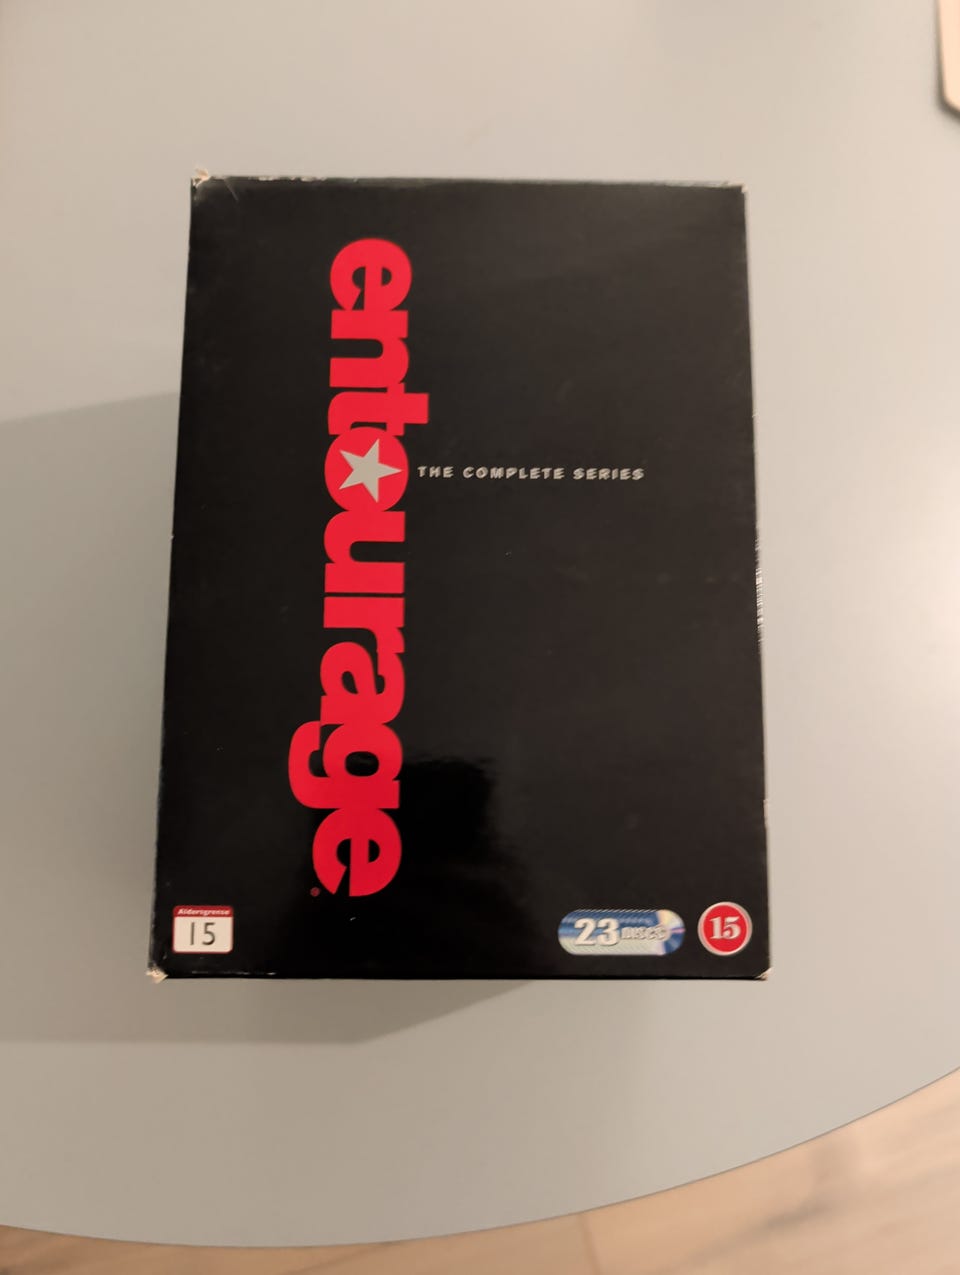 entourage
THE COMPLETE SERIES
Aldersgrense
15
23 DISCS
15